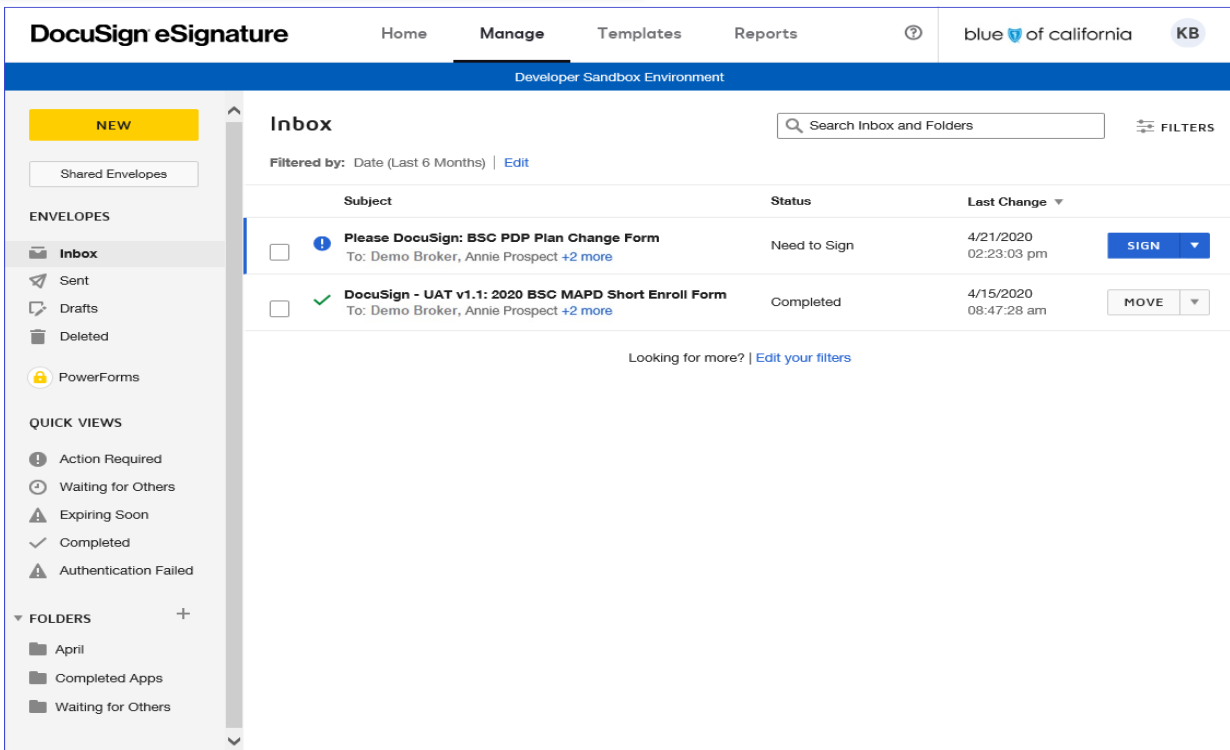 DocuSign eSignature
Home Manage Templates Reports
blue of california KB
Developer Sandbox Environment
NEW
Shared Envelopes
ENVELOPES
Inbox
Sent
Drafts
Deleted
PowerForms
QUICK VIEWS
Action Required
Waiting for Others
Expiring Soon
Completed
Authentication Failed
FOLDERS +
April
Completed Apps
Waiting for Others
Inbox
Search Inbox and Folders
FILTERS
Filtered by: Date (Last 6 Months) | Edit
Subject Status Last Change
Please DocuSign: BSC PDP Plan Change Form
To: Demo Broker, Annie Prospect +2 more
Need to Sign
4/21/2020
02:23:03 pm
SIGN
DocuSign - UAT v1.1: 2020 BSC MAPD Short Enroll Form
To: Demo Broker, Annie Prospect +2 more
Completed
4/15/2020
08:47:28 am
MOVE
Looking for more? | Edit your filters